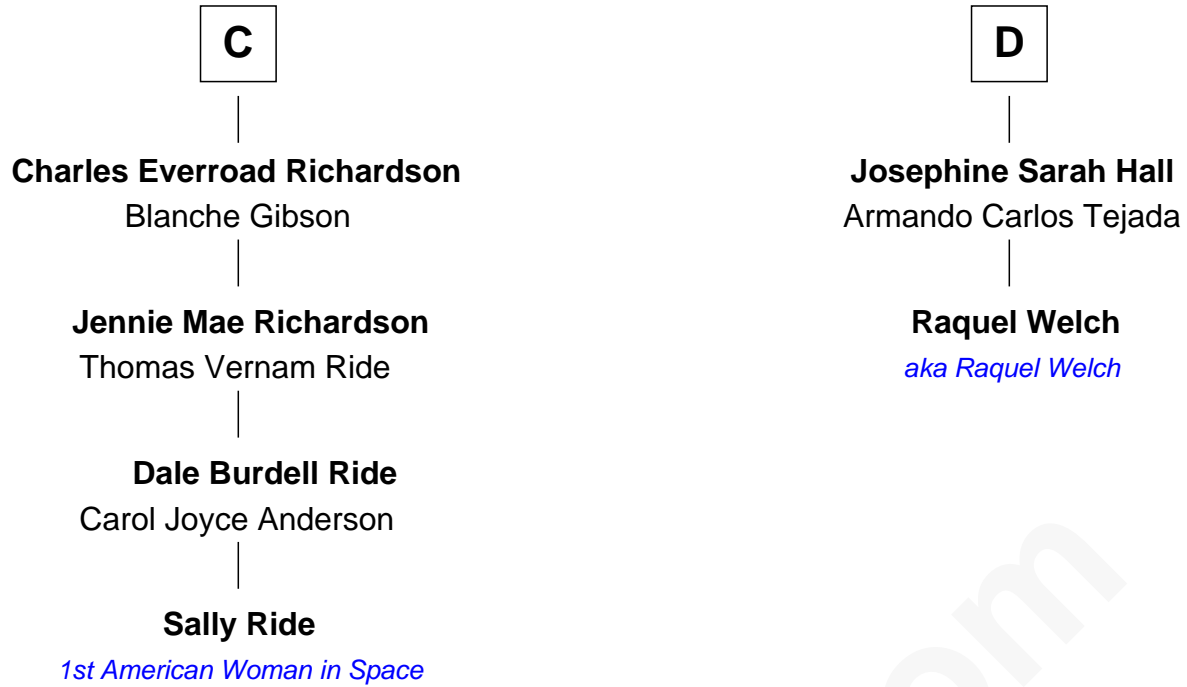 C
Charles Everroad Richardson
Blanche Gibson
Jennie Mae Richardson
Thomas Vernam Ride
Dale Burdell Ride
Carol Joyce Anderson
Sally Ride
1st American Woman in Space
D
Josephine Sarah Hall
Armando Carlos Tejada
Raquel Welch
aka Raquel Welch
om